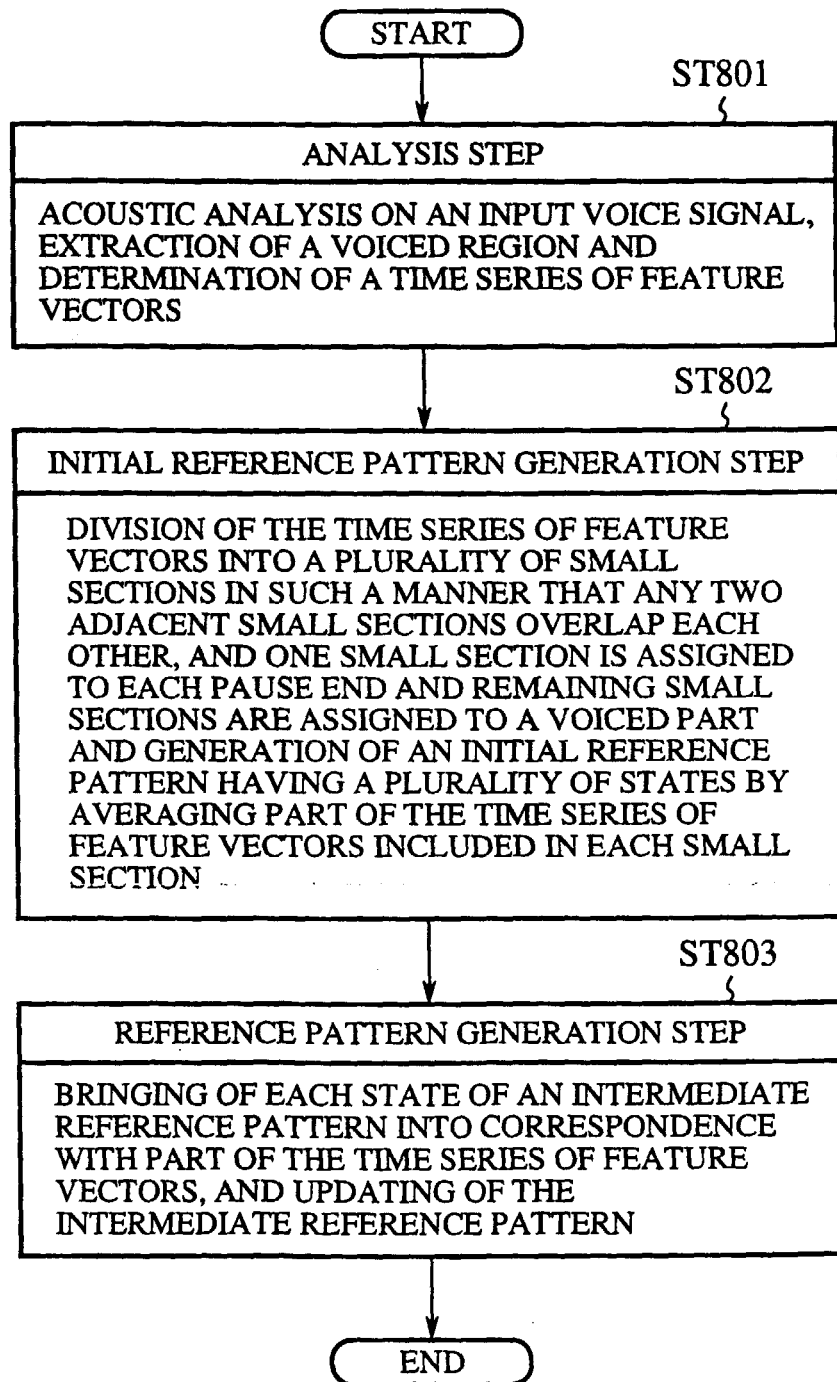 START
ST801
ANALYSIS STEP
ACOUSTIC ANALYSIS ON AN INPUT VOICE SIGNAL,
EXTRACTION OF A VOICED REGION AND
DETERMINATION OF A TIME SERIES OF FEATURE
VECTORS
ST802
INITIAL REFERENCE PATTERN GENERATION STEP
DIVISION OF THE TIME SERIES OF FEATURE
VECTORS INTO A PLURALITY OF SMALL
SECTIONS IN SUCH A MANNER THAT ANY TWO
ADJACENT SMALL SECTIONS OVERLAP EACH
OTHER, AND ONE SMALL SECTION IS ASSIGNED
TO EACH PAUSE END AND REMAINING SMALL
SECTIONS ARE ASSIGNED TO A VOICED PART
AND GENERATION OF AN INITIAL REFERENCE
PATTERN HAVING A PLURALITY OF STATES BY
AVERAGING PART OF THE TIME SERIES OF
FEATURE VECTORS INCLUDED IN EACH SMALL
SECTION
ST803
REFERENCE PATTERN GENERATION STEP
BRINGING OF EACH STATE OF AN INTERMEDIATE
REFERENCE PATTERN INTO CORRESPONDENCE
WITH PART OF THE TIME SERIES OF FEATURE
VECTORS, AND UPDATING OF THE
INTERMEDIATE REFERENCE PATTERN
END